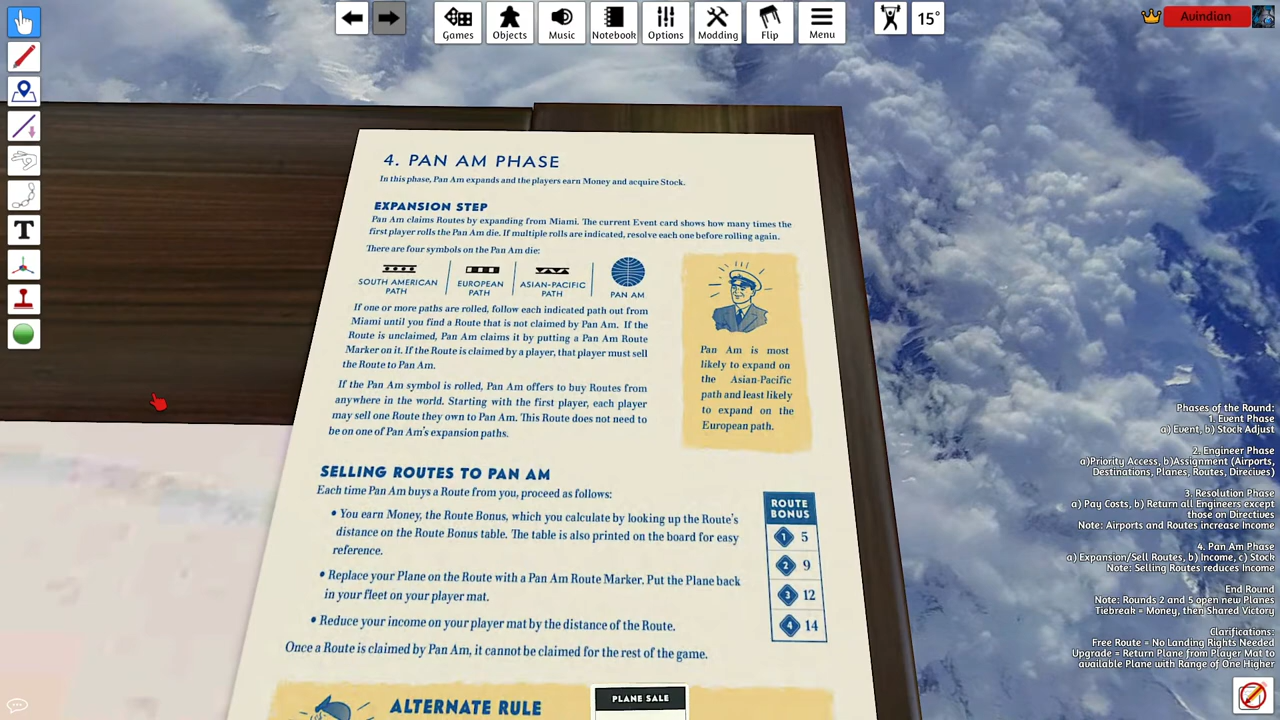 Games
Objects
Music
Notebook
Options
Modding
Flip
Menu
15°
Avindian
T
4. PAN AM PHASE
In this phase, Pan Am expands and the players earn Money and acquire Stock.
EXPANSION STEP
Pan Am claims Routes by expanding from Miami. The current Event card shows how many times the
first player rolls the Pan Am die. If multiple rolls are indicated, resolve each one before rolling again.
There are four symbols on the Pan Am die:
SOUTH AMERICAN
PATH
EUROPEAN
PATH
ASIAN-PACIFIC
PATH
PAN AM
If one or more paths are rolled, follow each indicated path out from
Miami until you find a Route that is not claimed by Pan Am. If the
Route is unclaimed, Pan Am claims it by putting a Pan Am Route
Marker on it. If the Route is claimed by a player, that player must sell
the Route to Pan Am.
If the Pan Am symbol is rolled, Pan Am offers to buy Routes from
anywhere in the world. Starting with the first player, each player
may sell one Route they own to Pan Am. This Route does not need to
be on one of Pan Am's expansion paths.
Pan Am is most
likely to expand on
the Asian-Pacific
path and least likely
to expand on the
European path.
SELLING ROUTES TO PAN AM
Each time Pan Am buys a Route from you, proceed as follows:
• You earn Money, the Route Bonus, which you calculate by looking up the Route's
distance on the Route Bonus table. The table is also printed on the board for easy
reference.
• Replace your Plane on the Route with a Pan Am Route Marker. Put the Plane back
in your fleet on your player mat.
• Reduce your income on your player mat by the distance of the Route.
Once a Route is claimed by Pan Am, it cannot be claimed for the rest of the game.
ROUTE
BONUS
1 5
2 9
3 12
4 14
ALTERNATE RULE
PLANE SALE
Phases of the Round:
1. Event Phase
a) Event, b) Stock Adjust
2. Engineer Phase
a)Priority Access, b)Assignment (Airports,
Destinations, Planes, Routes, Directives)
3. Resolution Phase
a) Pay Costs, b) Return all Engineers except
those on Directives
Note: Airports and Routes increase Income
4. Pan Am Phase
a) Expansion/Sell Routes, b) Income, c) Stock
Note: Selling Routes reduces Income
End Round
Note: Rounds 2 and 5 open new Planes
Tiebreak = Money, then Shared Victory
Clarifications:
Free Route = No Landing Rights Needed
Upgrade = Return Plane from Player Mat to
available Plane with Range of One Higher